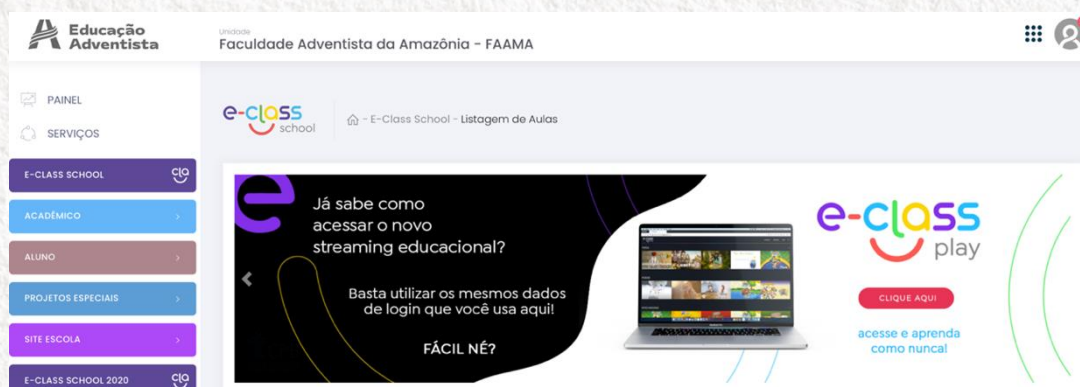 Educação
Adventista
Unidade
Faculdade Adventista da Amazônia - FAAMA
PAINEL
SERVIÇOS
E-CLASS SCHOOL
ACADÊMICO
ALUNO
PROJETOS ESPECIAIS
SITE ESCOLA
E-CLASS SCHOOL 2020
e-class
school
- E-Class School - Listagem de Aulas
e
Já sabe como
acessar o novo
streaming educacional?
Basta utilizar os mesmos dados
de login que você usa aqui!
FÁCIL NÉ?
e-class
play
CLIQUE AQUI
acesse e aprenda
como nunca!